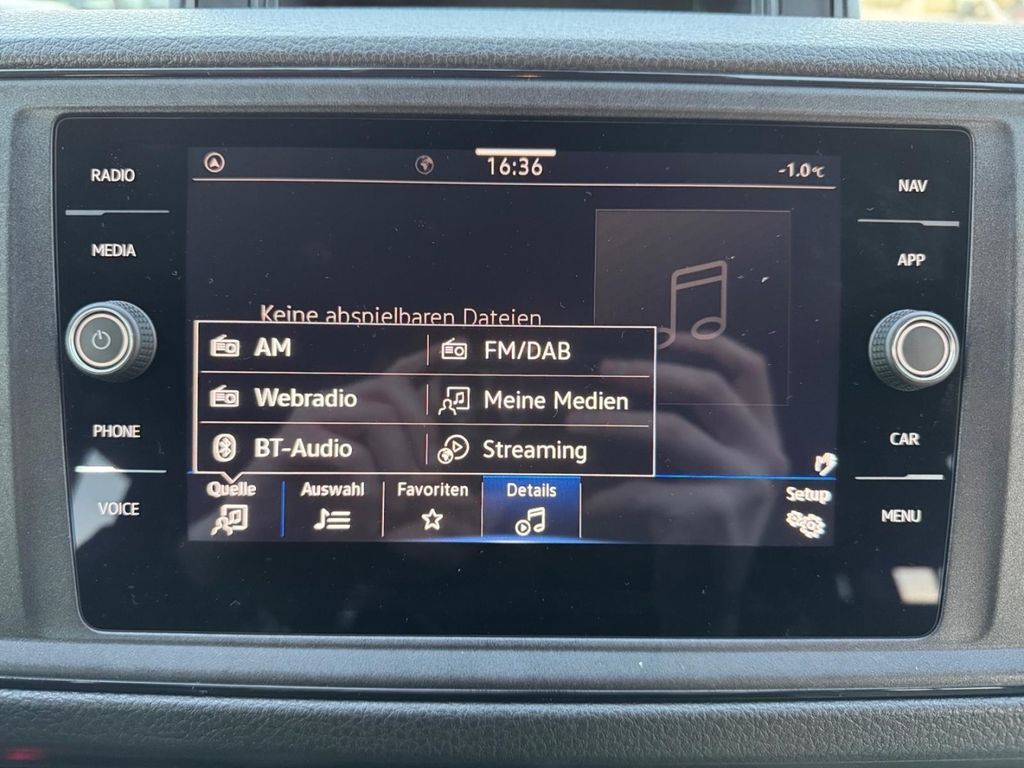 RADIO
MEDIA
PHONE
VOICE
16:36
-1.0°C
Keine abspielbaren Dateien
AM
FM/DAB
Webradio
Meine Medien
BT-Audio
Streaming
Quelle
Auswahl
Favoriten
Details
Setup
NAV
APP
CAR
MENU